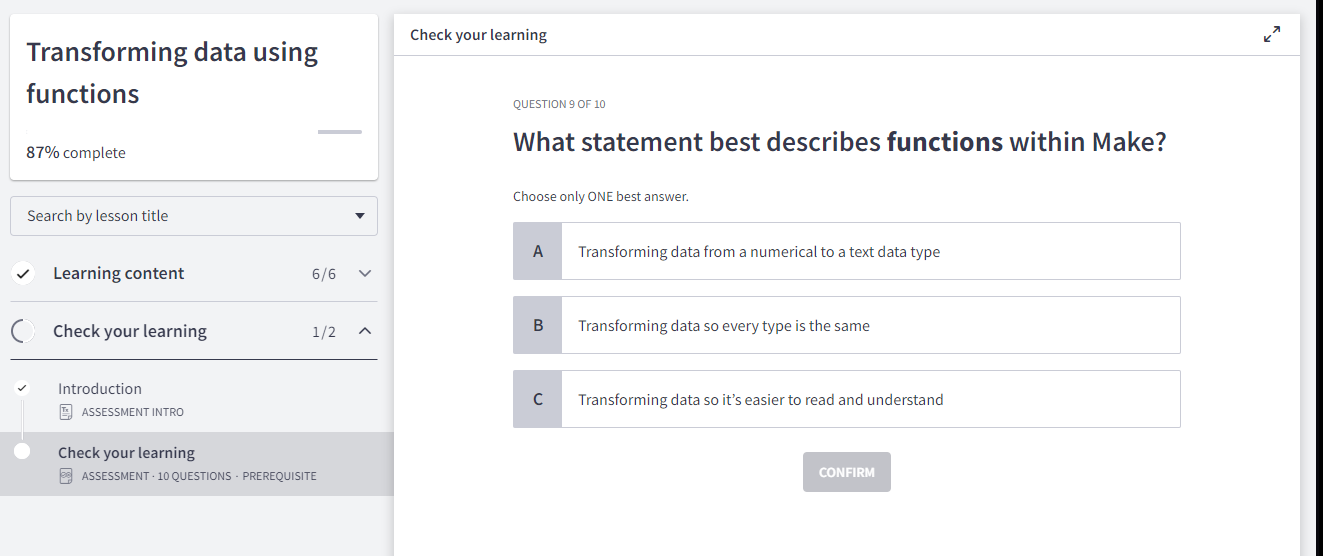 Transforming data using
functions
87% complete
Search by lesson title
Learning content 6/6
Check your learning 1/2
Introduction
ASSESSMENT INTRO
Check your learning
ASSESSMENT · 10 QUESTIONS · PREREQUISITE
Check your learning
QUESTION 9 OF 10
What statement best describes functions within Make?
Choose only ONE best answer.
A Transforming data from a numerical to a text data type
B Transforming data so every type is the same
C Transforming data so it’s easier to read and understand
CONFIRM